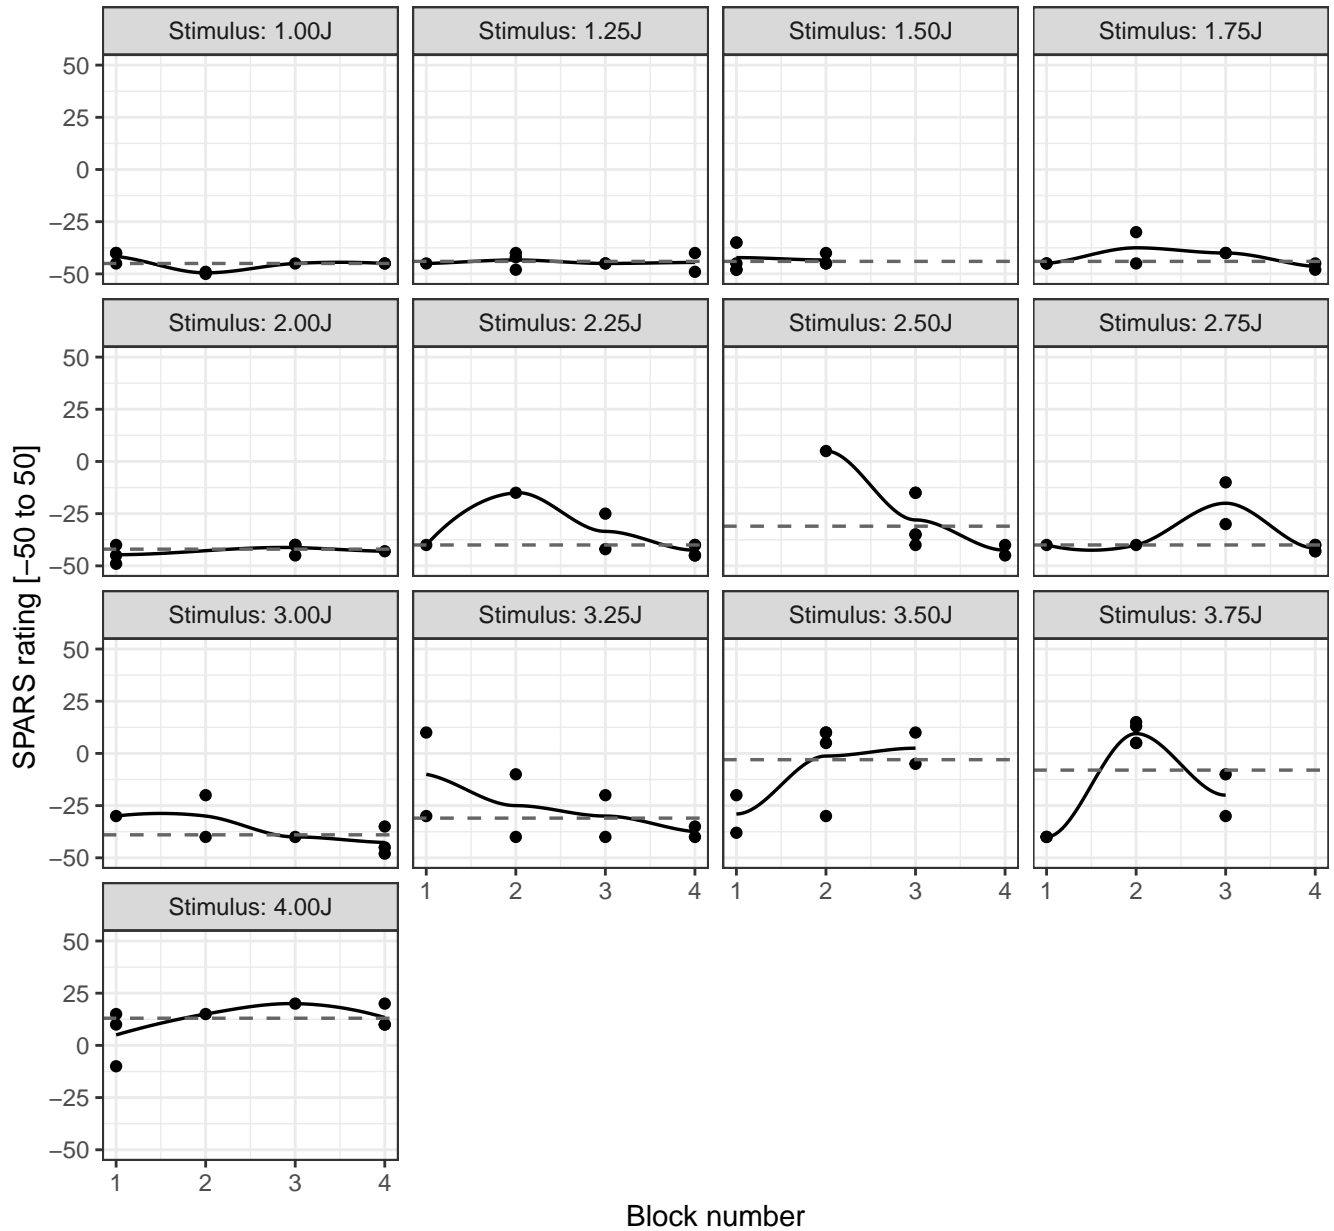 Stimulus: 1.00J Stimulus: 1.25J Stimulus: 1.50J Stimulus: 1.75J
50
25
0
−25
−50
Stimulus: 2.00J Stimulus: 2.25J Stimulus: 2.50J Stimulus: 2.75J
50
25
0
−25
−50
SPARS rating [−50 to 50]
Stimulus: 3.00J Stimulus: 3.25J Stimulus: 3.50J Stimulus: 3.75J
50
25
0
−25
−50
1 2 3 4 1 2 3 4 1 2 3 4
Stimulus: 4.00J
50
25
0
−25
−50
1 2 3 4
Block number